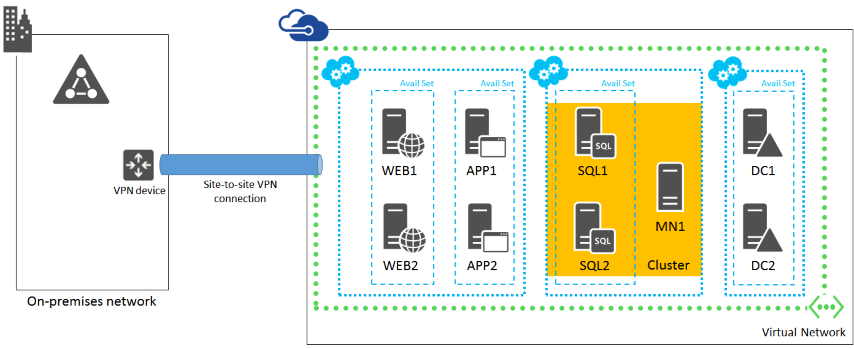 Avail Set
Avail Set
Avail Set
Avail Set
WEB1
APP1
SQL
SQL1
DC1
VPN device
Site-to-site VPN
connection
MN1
SQL
WEB2
APP2
SQL2
Cluster
DC2
On-premises network
Virtual Network